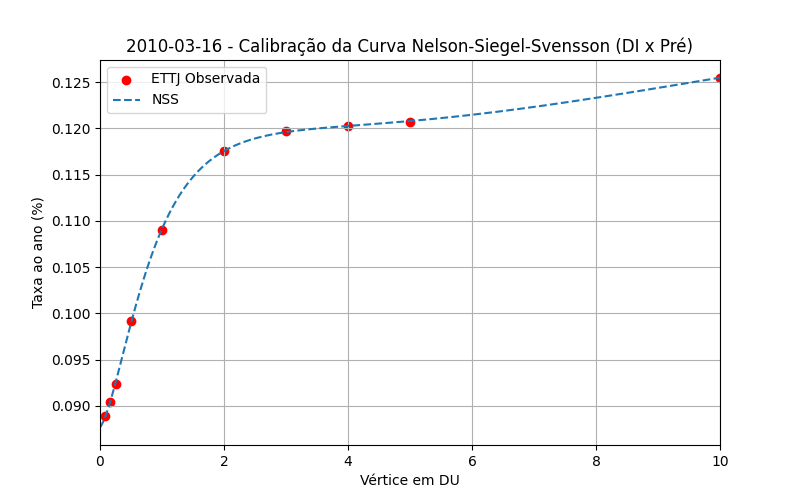 2010-03-16 - Calibração da Curva Nelson-Siegel-Svensson (DI x Pré)
ETTJ Observada
NSS
Taxa ao ano (%)
0.125
0.120
0.115
0.110
0.105
0.100
0.095
0.090
0 2 4 6 8 10
Vértice em DU